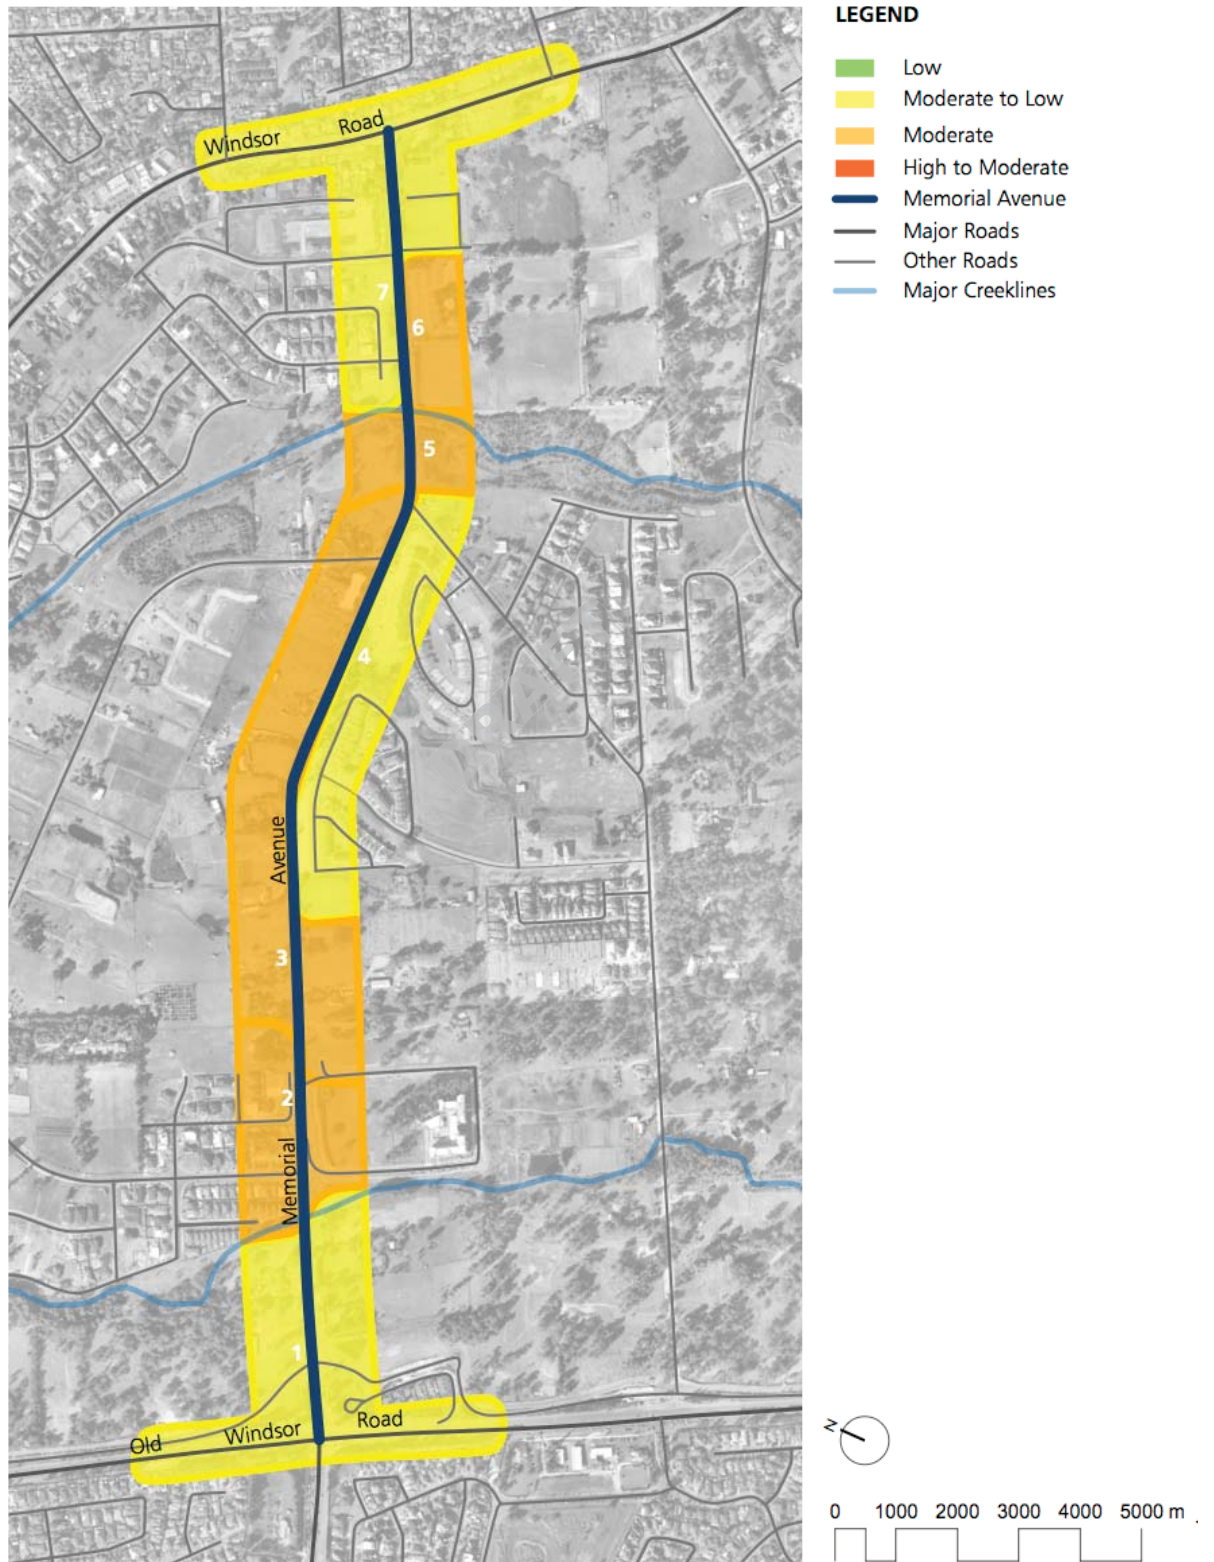 LEGEND
Low
Moderate to Low
Moderate
High to Moderate
Memorial Avenue
Major Roads
Other Roads
Major Creeklines
Windsor Road
7
6
5
4
Avenue
3
2
Memorial
1
Old Windsor Road
N
0 1000 2000 3000 4000 5000 m